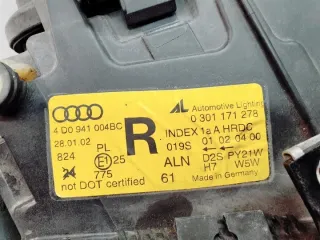 AL Automotive Lighting
4 D0 941 004BC
0 301 171 278
28.01.02
R
INDEX 1a A HRDC
824
PL
019S
01 02 04 00
E1 25
ALN
D2S PY21W
775
H7 W5W
not DOT certified
61
Made in Germany